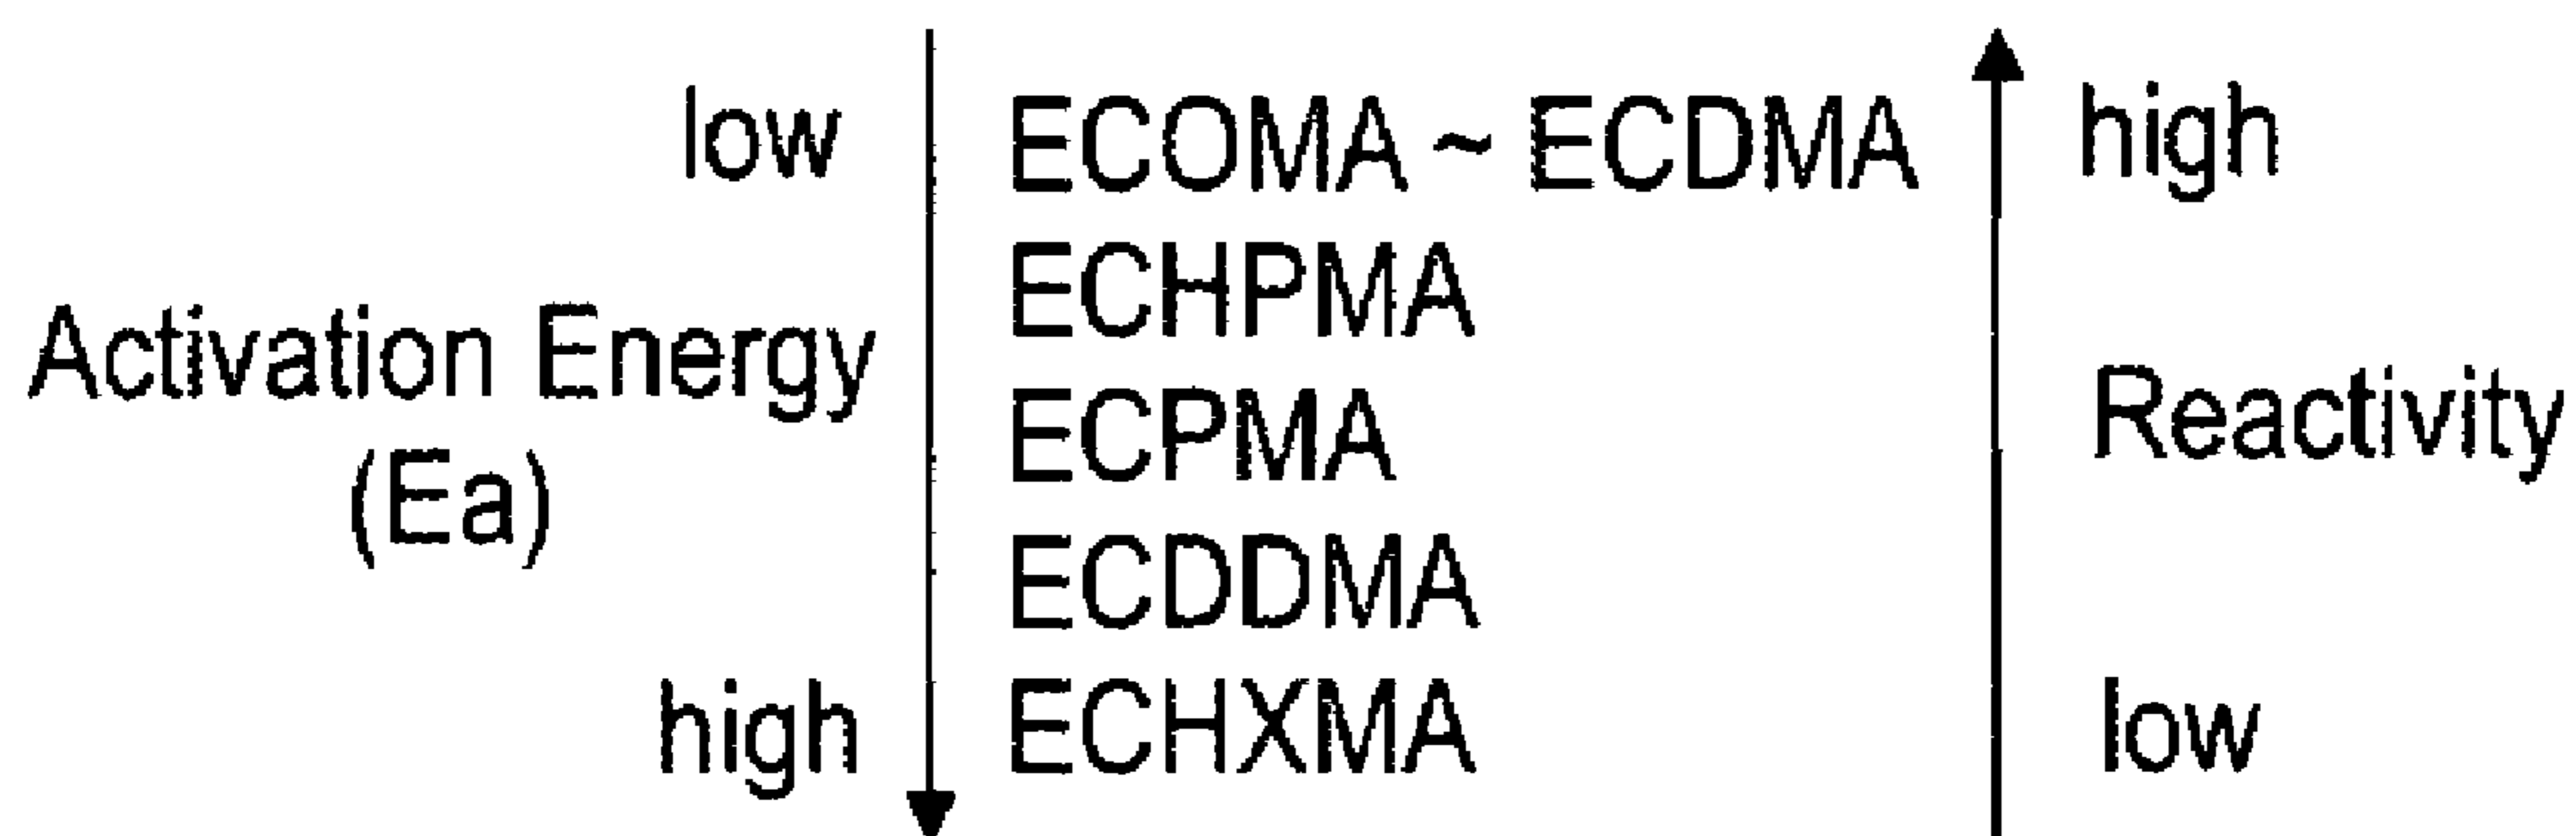 low
Activation Energy
(Ea)
high
ECOMA ~ ECDMA
ECHPMA
ECPMA
ECDDMA
ECHXMA
high
Reactivity
low